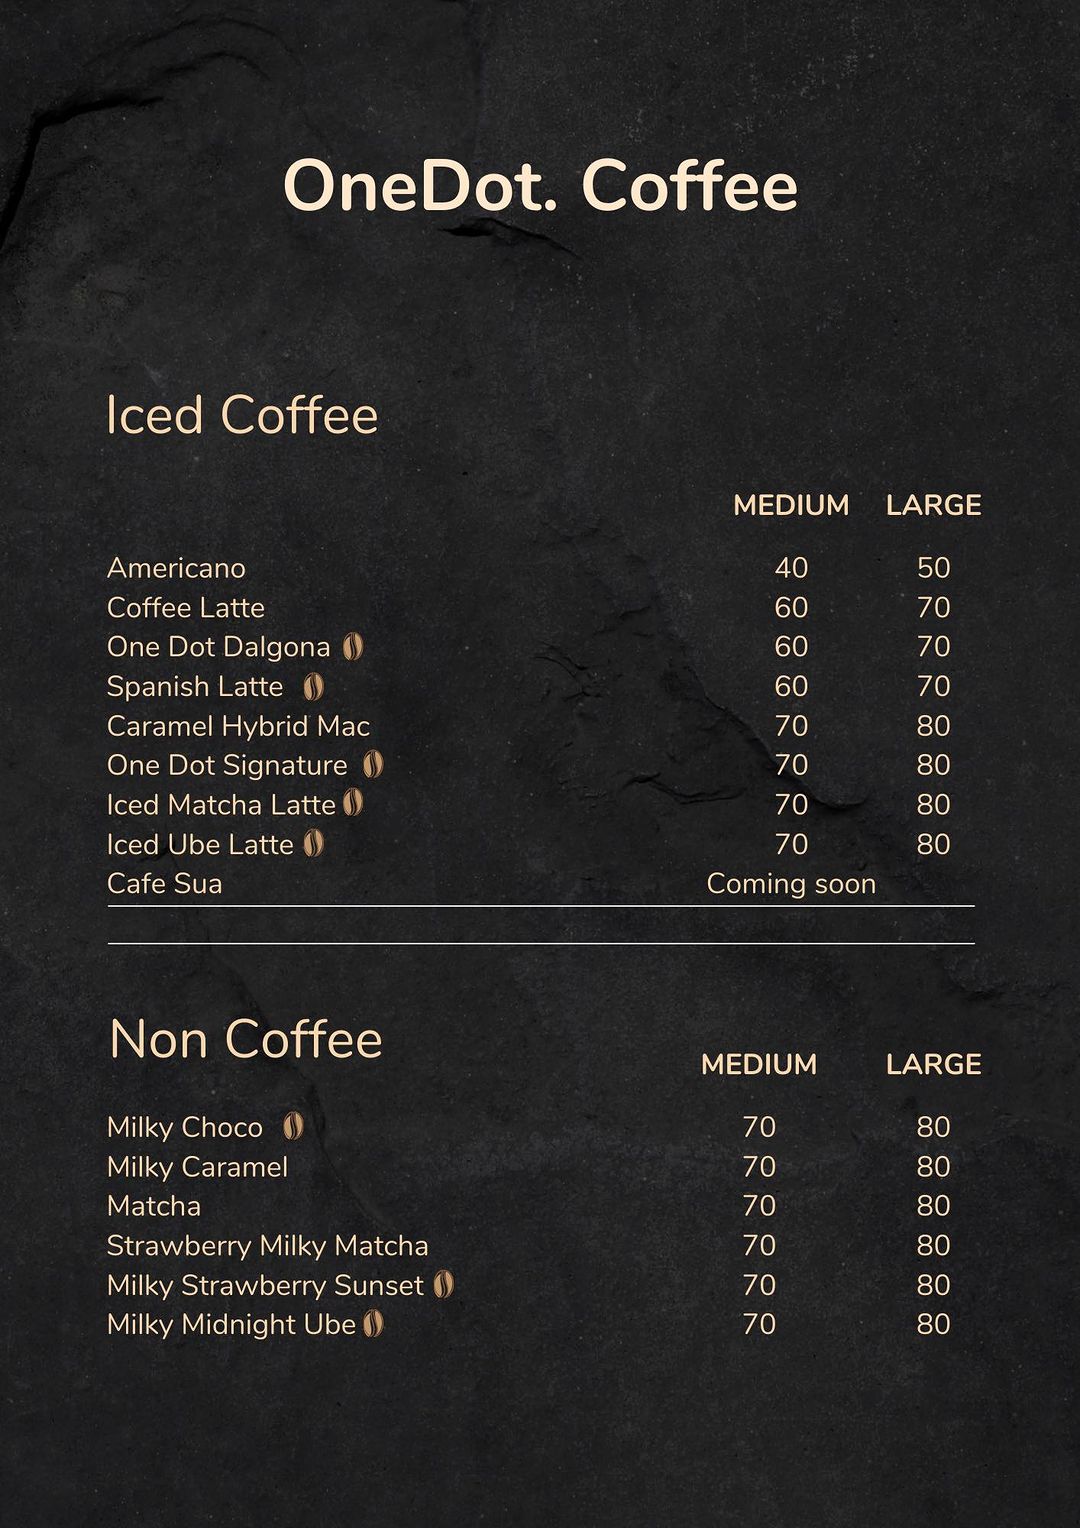 OneDot. Coffee
Iced Coffee
MEDIUM LARGE
Americano 40 50
Coffee Latte 60 70
One Dot Dalgona 60 70
Spanish Latte 60 70
Caramel Hybrid Mac 70 80
One Dot Signature 70 80
Iced Matcha Latte 70 80
Iced Ube Latte 70 80
Cafe Sua Coming soon
Non Coffee
MEDIUM LARGE
Milky Choco 70 80
Milky Caramel 70 80
Matcha 70 80
Strawberry Milky Matcha 70 80
Milky Strawberry Sunset 70 80
Milky Midnight Ube 70 80